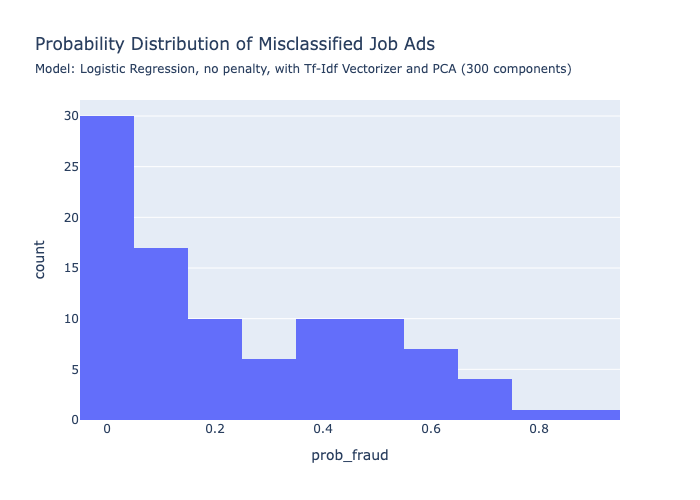 Probability Distribution of Misclassified Job Ads
Model: Logistic Regression, no penalty, with Tf-Idf Vectorizer and PCA (300 components)
30
25
20
15
10
5
0
count
0 0.2 0.4 0.6 0.8
prob_fraud